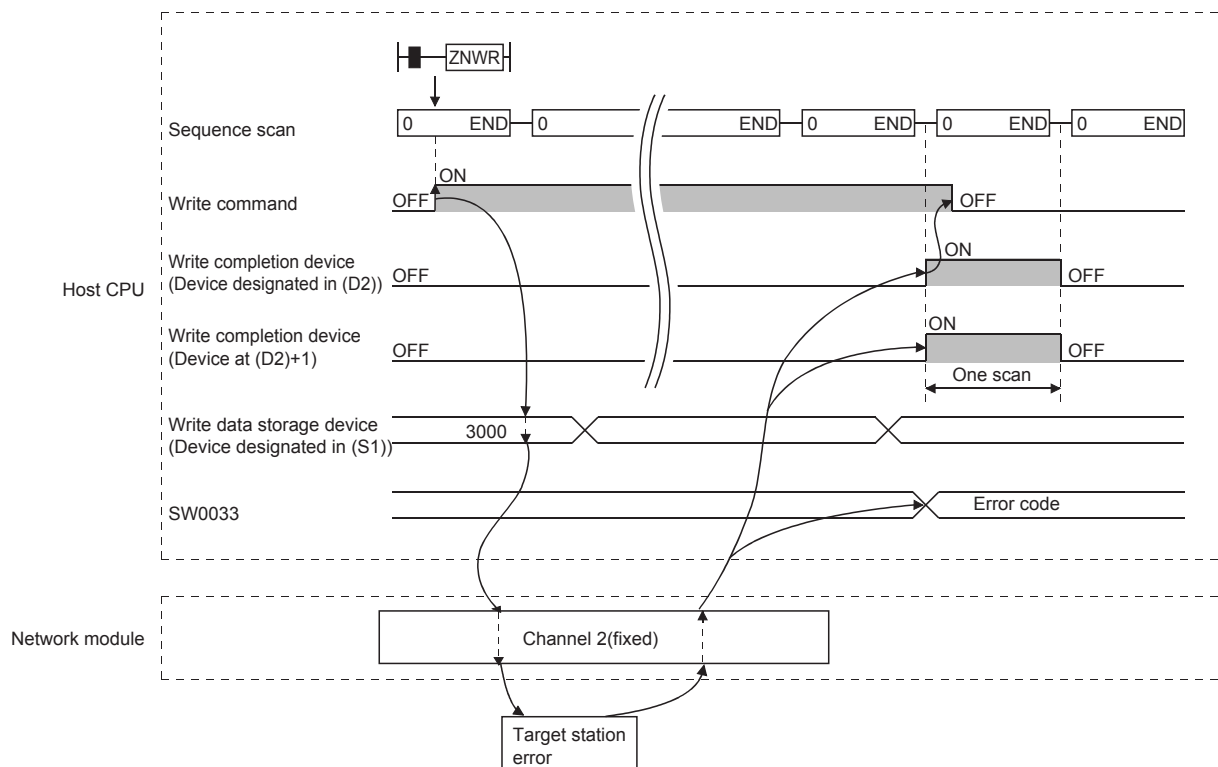 ZNWR
Sequence scan
0 END 0 END 0 END 0 END 0 END
ON
Write command
OFF
OFF
Write completion device
(Device designated in (D2))
OFF
ON
OFF
Host CPU
Write completion device
(Device at (D2)+1)
OFF
ON
OFF
One scan
Write data storage device
(Device designated in (S1))
3000
SW0033
Error code
Network module
Channel 2(fixed)
Target station
error